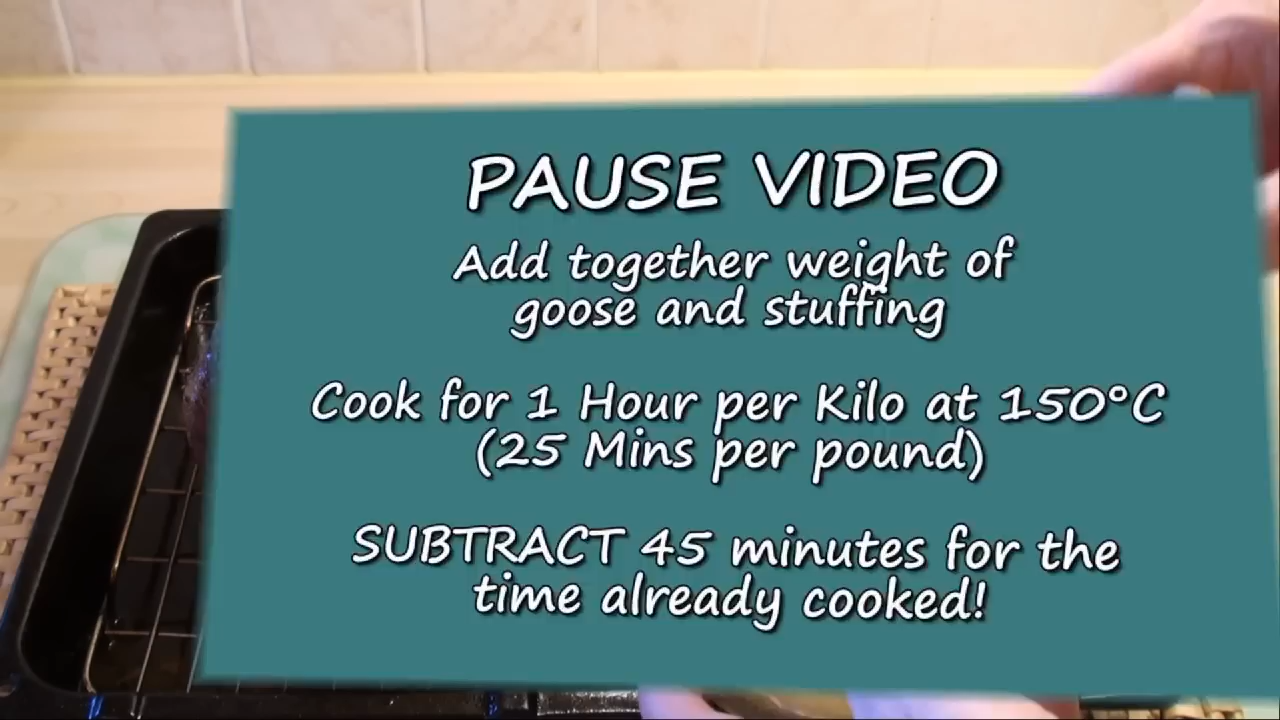 PAUSE VIDEO
Add together weight of
goose and stuffing
Cook for 1 Hour per Kilo at 150°C
(25 Mins per pound)
SUBTRACT 45 minutes for the
time already cooked!